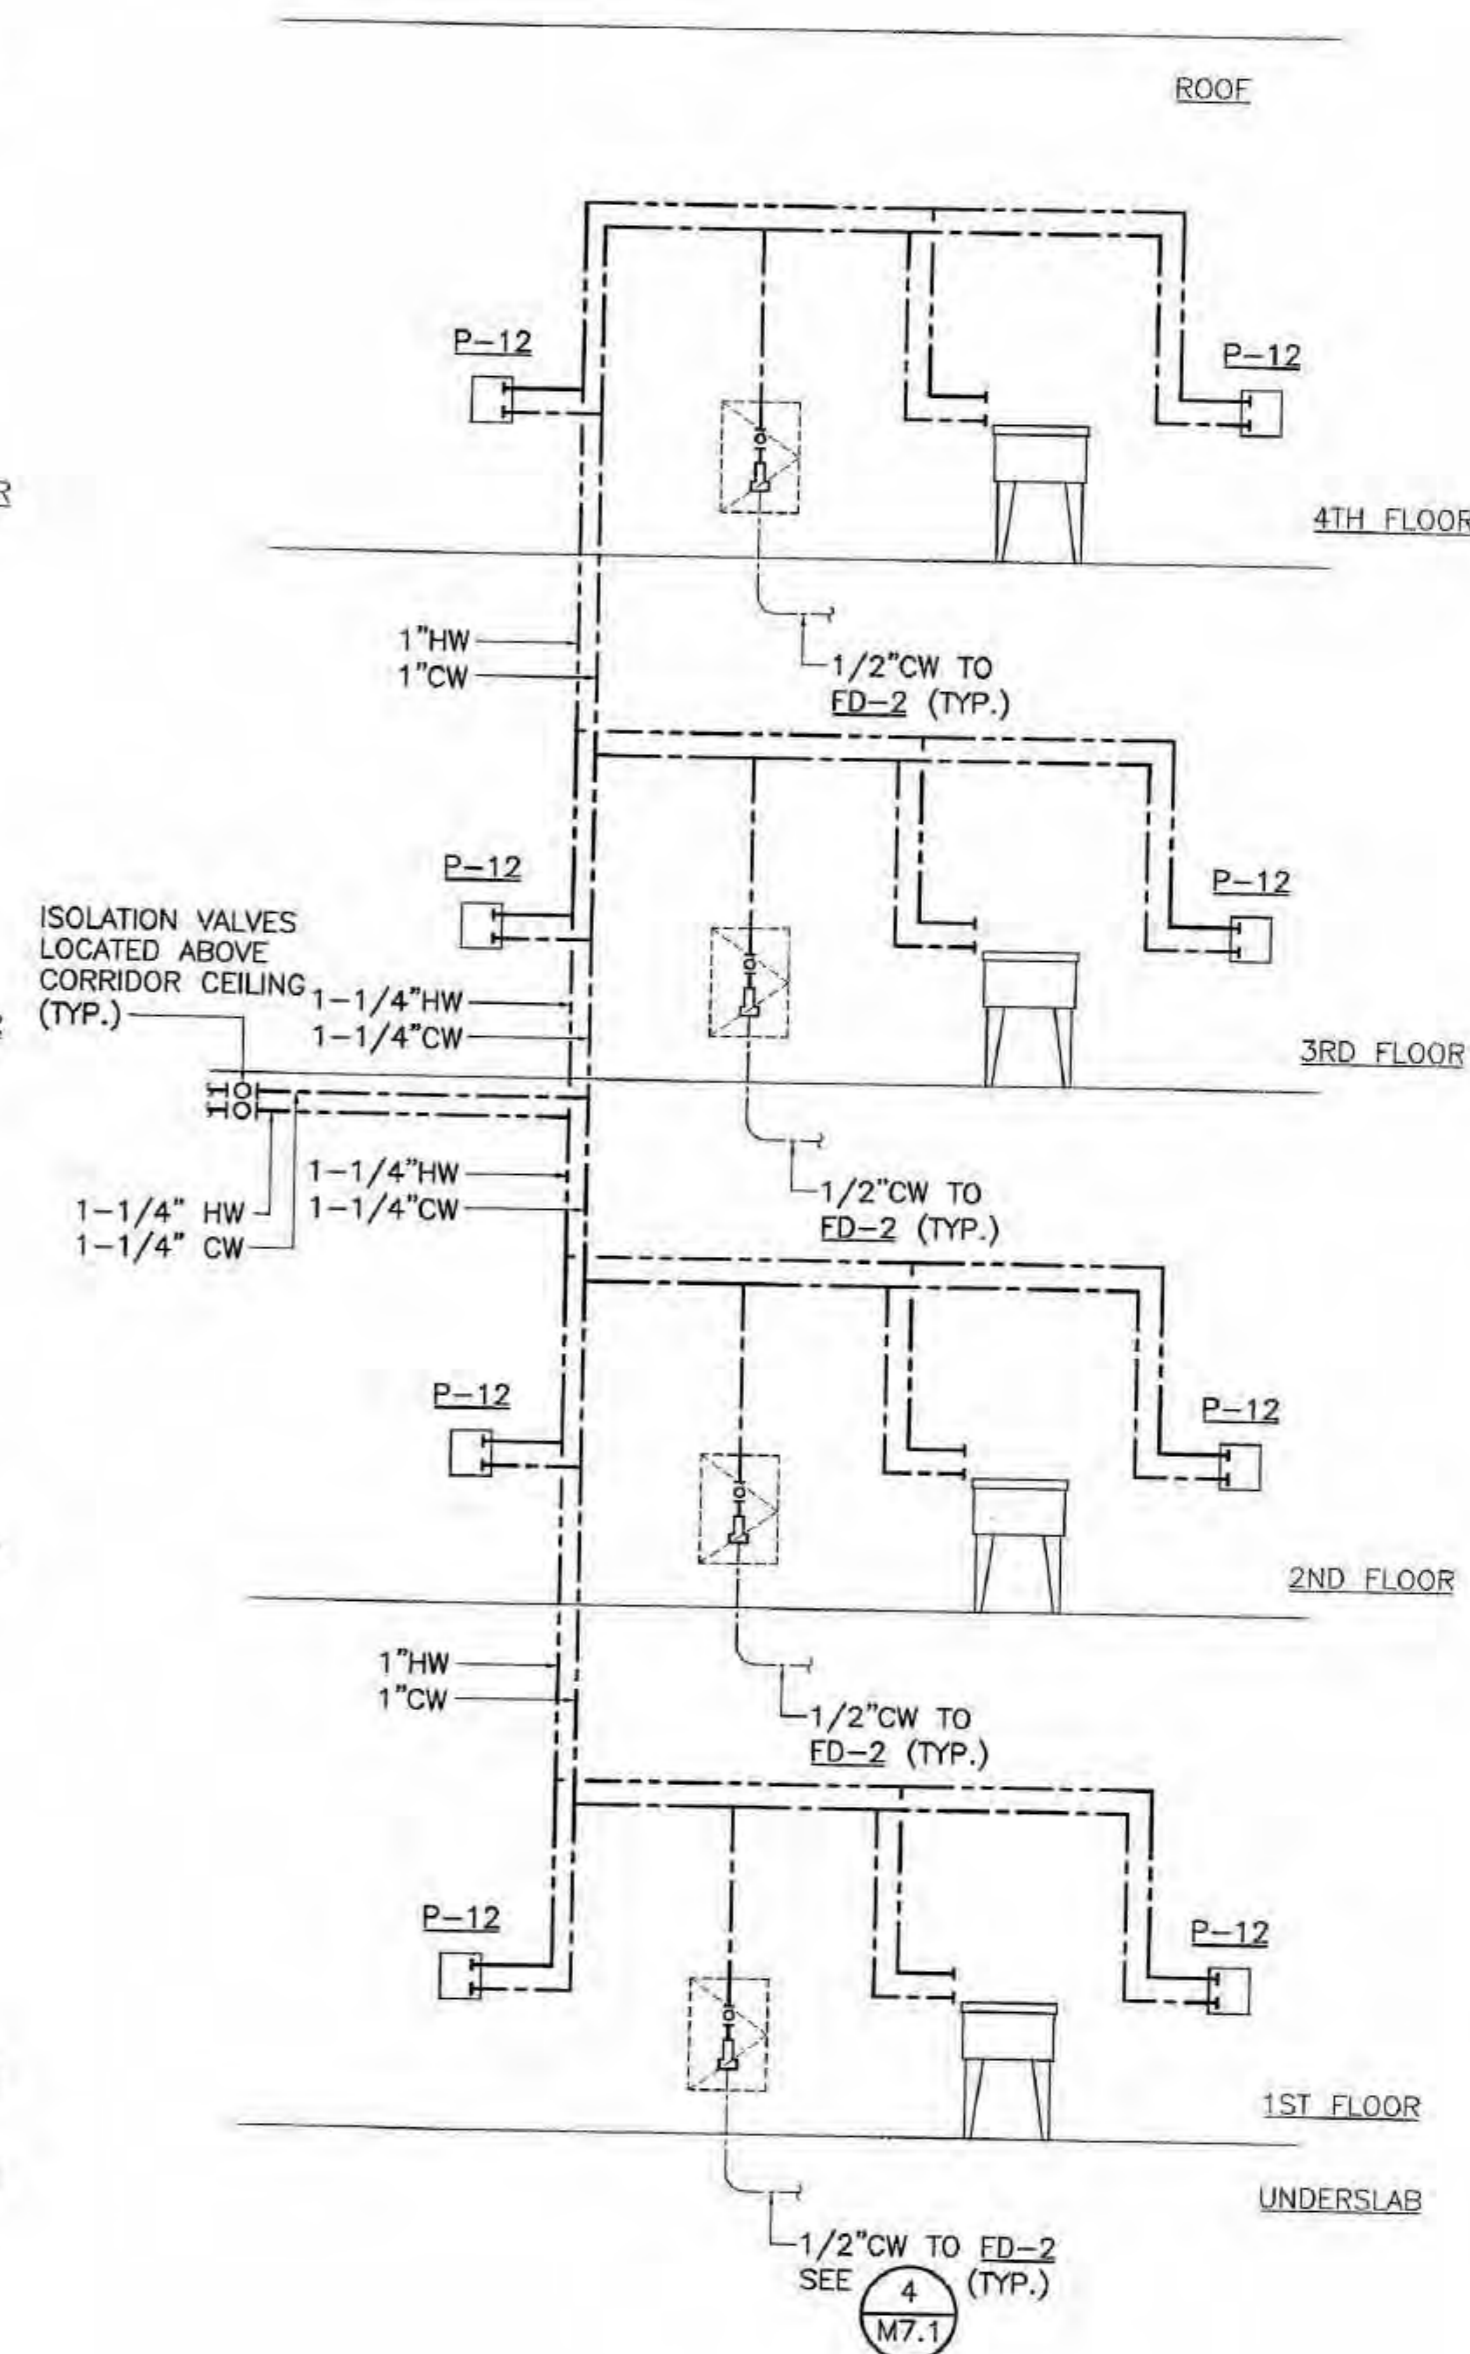 ROOF
P-12
P-12
R
4TH FLOOR
1"HW
1"CW
1/2"CW TO
FD-2 (TYP.)
P-12
P-12
ISOLATION VALVES
LOCATED ABOVE
CORRIDOR CEILING
(TYP.)
1-1/4"HW
1-1/4"CW
3RD FLOOR
1-1/4"HW
1-1/4"CW
1-1/4" HW
1-1/4" CW
1/2"CW TO
FD-2 (TYP.)
P-12
P-12
2ND FLOOR
1"HW
1"CW
1/2"CW TO
FD-2 (TYP.)
P-12
P-12
1ST FLOOR
UNDERSLAB
1/2"CW TO FD-2
SEE 4 (TYP.)
M7.1